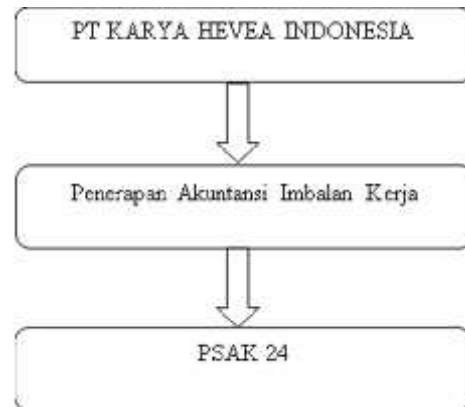 PT KARYA HEVEA INDONESIA
Penerapan Akuntansi Imbalan Kerja
PSAK 24